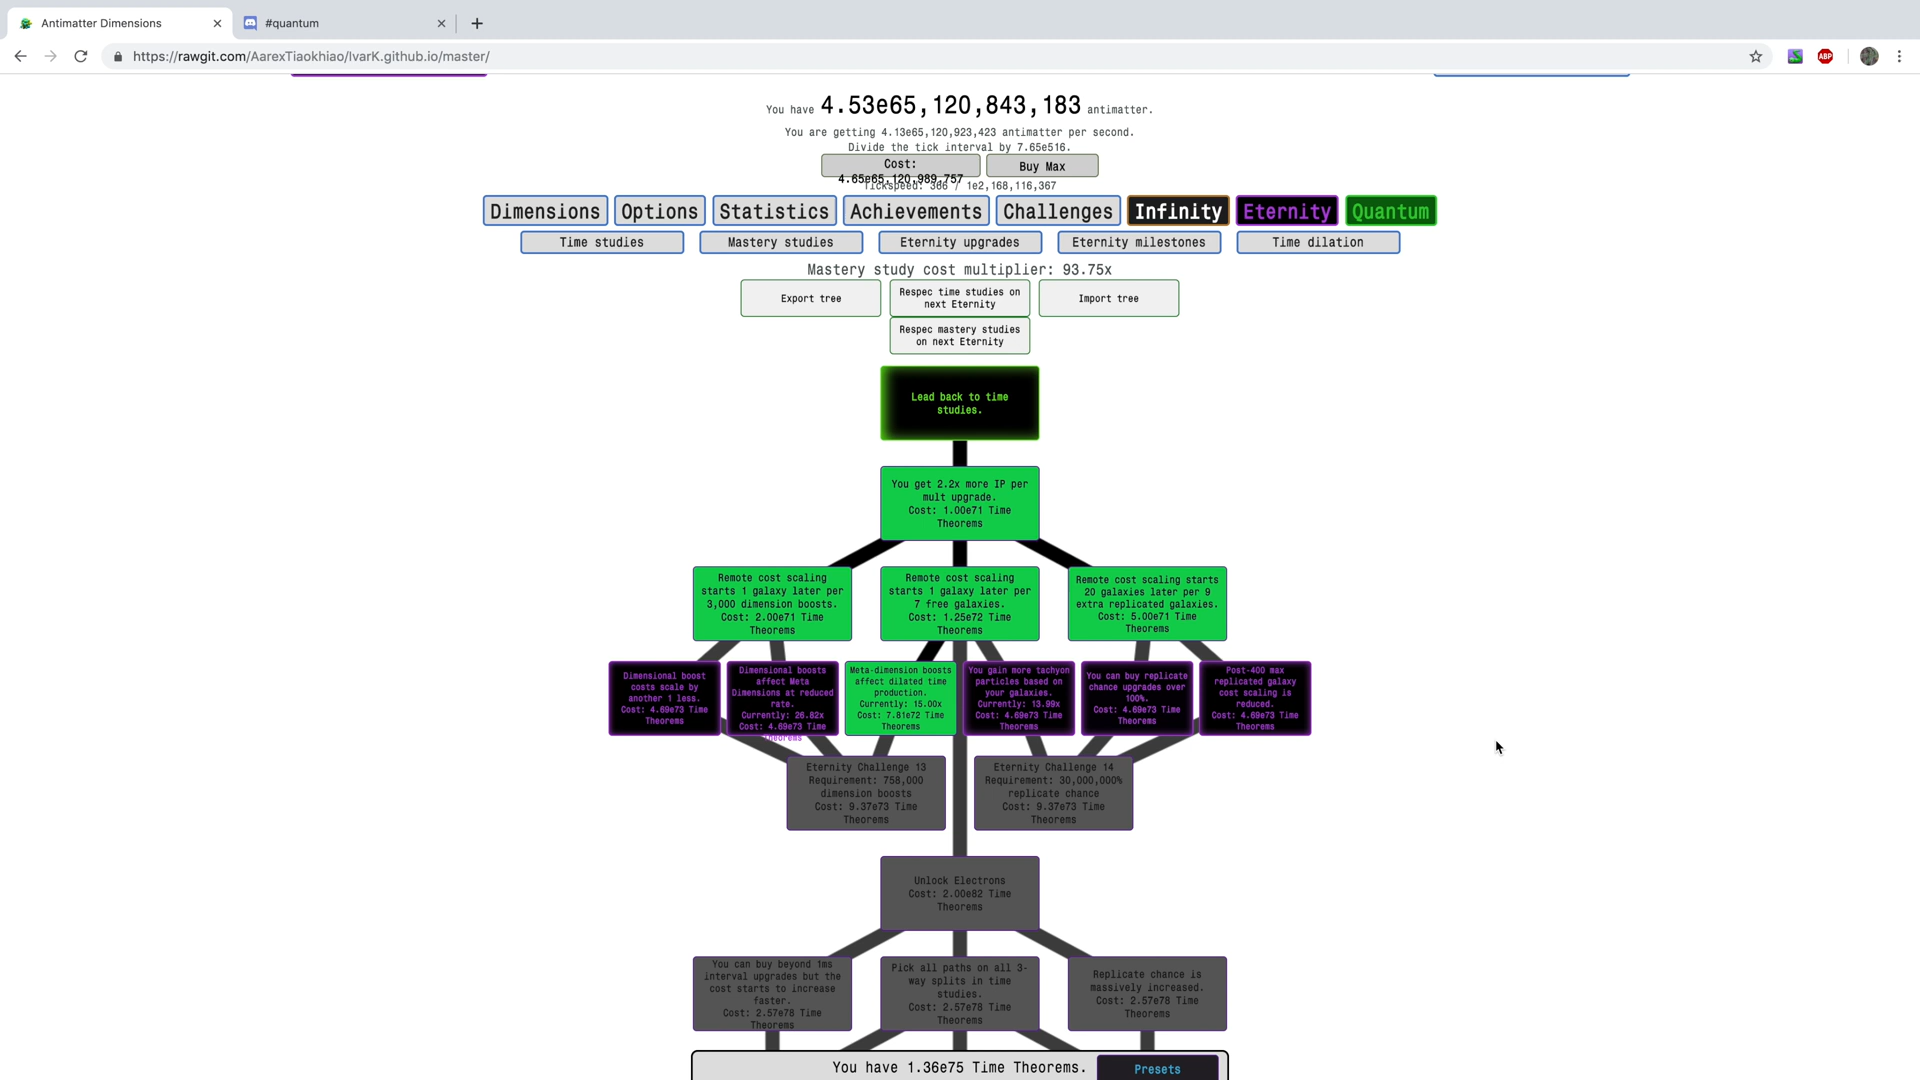 Antimatter Dimensions
#quantum
https://rawgit.com/AarexTiaokhiao/IvarK.github.io/master/
ABP
You have 4.53e65,120,843,183 antimatter.
You are getting 4.13e65,120,923,423 antimatter per second.
Divide the tick interval by 7.65e516.
Cost:
4.65e65,120,989,757
Buy Max
Tickspeed: 366 / 1e2,168,116,367
Dimensions
Options
Statistics
Achievements
Challenges
Infinity
Eternity
Quantum
Time studies
Mastery studies
Eternity upgrades
Eternity milestones
Time dilation
Mastery study cost multiplier: 93.75x
Export tree
Respec time studies on
next Eternity
Import tree
Respec mastery studies
on next Eternity
Lead back to time
studies.
You get 2.2x more IP per
mult upgrade.
Cost: 1.00e71 Time
Theorems
Remote cost scaling
starts 1 galaxy later per
3,000 dimension boosts.
Cost: 2.00e71 Time
Theorems
Remote cost scaling
starts 1 galaxy later per
7 free galaxies.
Cost: 1.25e72 Time
Theorems
Remote cost scaling starts
20 galaxies later per 9
extra replicated galaxies.
Cost: 5.00e71 Time
Theorems
Dimensional boost
costs scale by
another 1 less.
Cost: 4.69e73 Time
Theorems
Dimensional boosts
affect Meta
Dimensions at reduced
rate.
Currently: 26.82x
Cost: 4.69e73 Time
Theorems
Meta-dimension boosts
affect dilated time
production.
Currently: 15.00x
Cost: 7.81e72 Time
Theorems
You gain more tachyon
particles based on
your galaxies.
Currently: 13.99x
Cost: 4.69e73 Time
Theorems
You can buy replicate
chance upgrades over
100%.
Cost: 4.69e73 Time
Theorems
Post-400 max
replicated galaxy
cost scaling is
reduced.
Cost: 4.69e73 Time
Theorems
Eternity Challenge 13
Requirement: 758,000
dimension boosts
Cost: 9.37e73 Time
Theorems
Eternity Challenge 14
Requirement: 30,000,000%
replicate chance
Cost: 9.37e73 Time
Theorems
Unlock Electrons
Cost: 2.00e82 Time
Theorems
You can buy beyond 1ms
interval upgrades but the
cost starts to increase
faster.
Cost: 2.57e78 Time
Theorems
Pick all paths on all 3-
way splits in time
studies.
Cost: 2.57e78 Time
Theorems
Replicate chance is
massively increased.
Cost: 2.57e78 Time
Theorems
You have 1.36e75 Time Theorems.
Presets